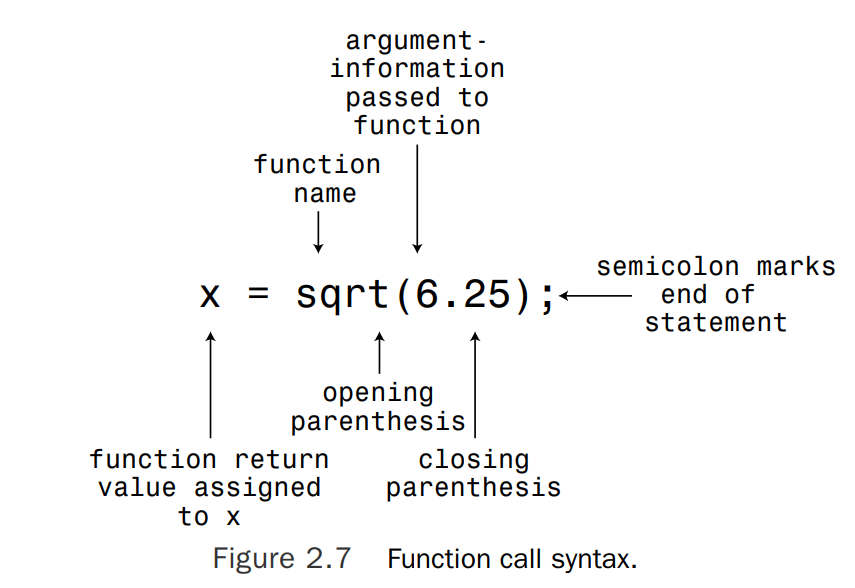 argument-
information
passed to
function
function
name
x = sqrt(6.25);
semicolon marks
end of
statement
opening
parenthesis
function return
value assigned
to x
closing
parenthesis
Figure 2.7 Function call syntax.